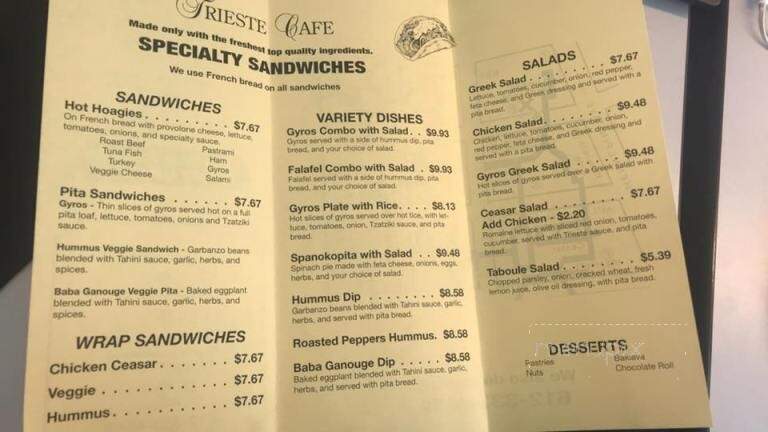 TRIESTE CAFE
Made only with the freshest top quality ingredients.
SPECIALTY SANDWICHES
We use French bread on all sandwiches
SANDWICHES
Hot Hoagies . . . . . . . . . $7.67
On French bread with provolone cheese, lettuce,
tomatoes, onions, and specialty sauce.
Roast Beef Pastrami
Tuna Fish Ham
Turkey Gyros
Veggie Cheese Salami
Pita Sandwiches . . . . . . $7.67
Gyros - Thin slices of gyros served hot on a full
pita loaf, lettuce, tomatoes, onions and Tzatziki
sauce.
Hummus Veggie Sandwich - Garbanzo beans
blended with Tahini sauce, garlic, herbs, and
spices.
Baba Ganouge Veggie Pita - Baked eggplant
blended with Tahini sauce, garlic, herbs, and
spices.
WRAP SANDWICHES
Chicken Ceasar. . . . . . . $7.67
Veggie . . . . . . . . . . . . $7.67
Hummus. . . . . . . . . . . $7.67
VARIETY DISHES
Gyros Combo with Salad. . $9.93
Gyros served with a side of hummus dip, pita
bread, and your choice of salad.
Falafel Combo with Salad . $9.93
Falafel served with a side of hummus dip, pita
bread, and your choice of salad.
Gyros Plate with Rice. . . . $8.13
Hot slices of gyros served over hot rice, with let-
tuce, tomatoes, onion, Tzatziki sauce, and pita
bread.
Spanokopita with Salad . . $9.48
Spinach pie made with feta cheese, onions, eggs,
herbs, and your choice of salad.
Hummus Dip . . . . . . . . $8.58
Garbanzo beans blended with Tahini sauce, garlic,
herbs, and served with pita bread.
Roasted Peppers Hummus. $8.58
Baba Ganouge Dip . . . . . $8.58
Baked eggplant blended with Tahini sauce, garlic,
herbs, and served with pita bread.
SALADS
Greek Salad . . . . . . . . . $7.67
Lettuce, tomatoes, cucumber, onion, red pepper,
feta cheese, and Greek dressing and served with a
pita bread.
Chicken Salad. . . . . . . . $9.48
Chicken, lettuce, tomatoes, cucumber, onion,
red pepper, feta cheese, and Greek dressing and
served with a pita bread.
Gyros Greek Salad . . . . . $9.48
Hot slices of gyros served over a Greek salad with
pita bread.
Ceasar Salad . . . . . . . . $7.67
Add Chicken - $2.20
Romaine lettuce with sliced red onion, tomatoes,
cucumber, served with Trieste sauce, and pita
bread.
Taboule Salad . . . . . . . . $5.39
Chopped parsley, onion, cracked wheat, fresh
lemon juice, olive oil dressing, with pita bread.
DESSERTS
Pastries Baklava
Nuts Chocolate Roll